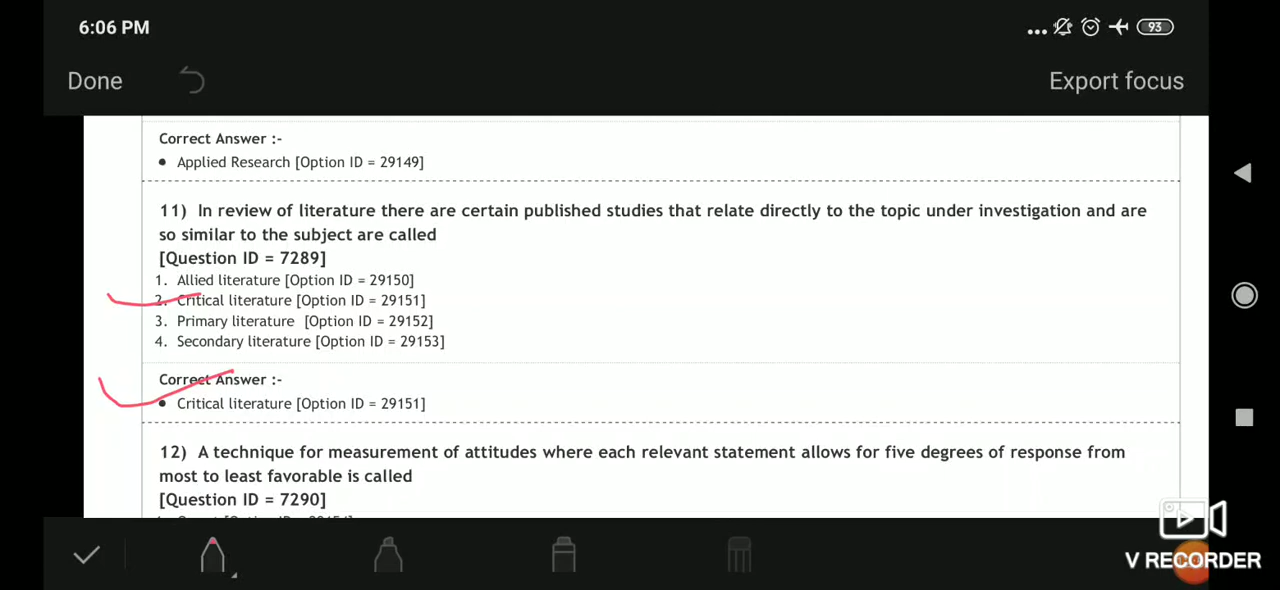 6:06 PM
93
Done
Export focus
Correct Answer :-
• Applied Research [Option ID = 29149]
11) In review of literature there are certain published studies that relate directly to the topic under investigation and are
so similar to the subject are called
[Question ID = 7289]
1. Allied literature [Option ID = 29150]
2. Critical literature [Option ID = 29151]
3. Primary literature [Option ID = 29152]
4. Secondary literature [Option ID = 29153]
Correct Answer :-
• Critical literature [Option ID = 29151]
12) A technique for measurement of attitudes where each relevant statement allows for five degrees of response from
most to least favorable is called
[Question ID = 7290]
V RECORDER